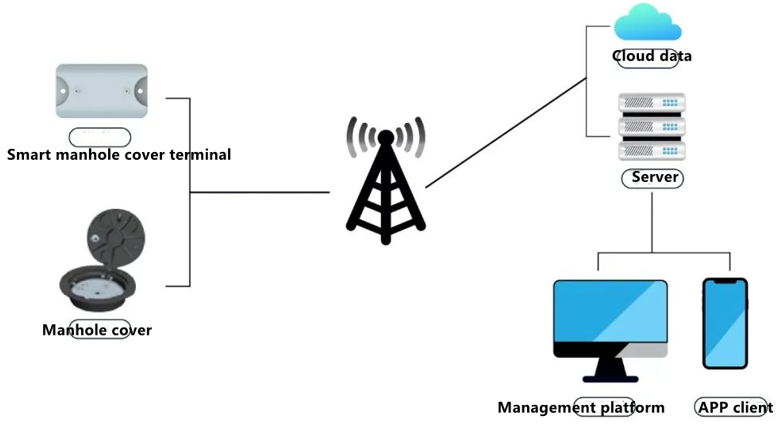 Cloud data
Smart manhole cover terminal
Server
Manhole cover
Management platform
APP client